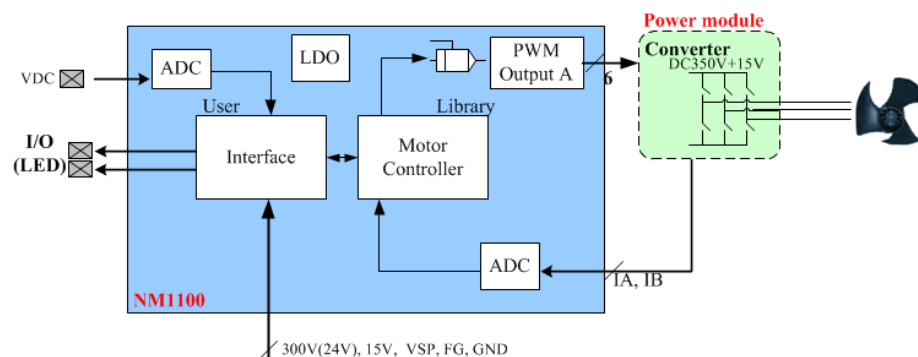 Power module
LDO
PWM
Output A
Converter
DC350V+15V
VDC
ADC
6
User
Library
I/O
(LED)
Interface
Motor
Controller
ADC
IA, IB
NM1100
300V(24V), 15V, VSP, FG, GND